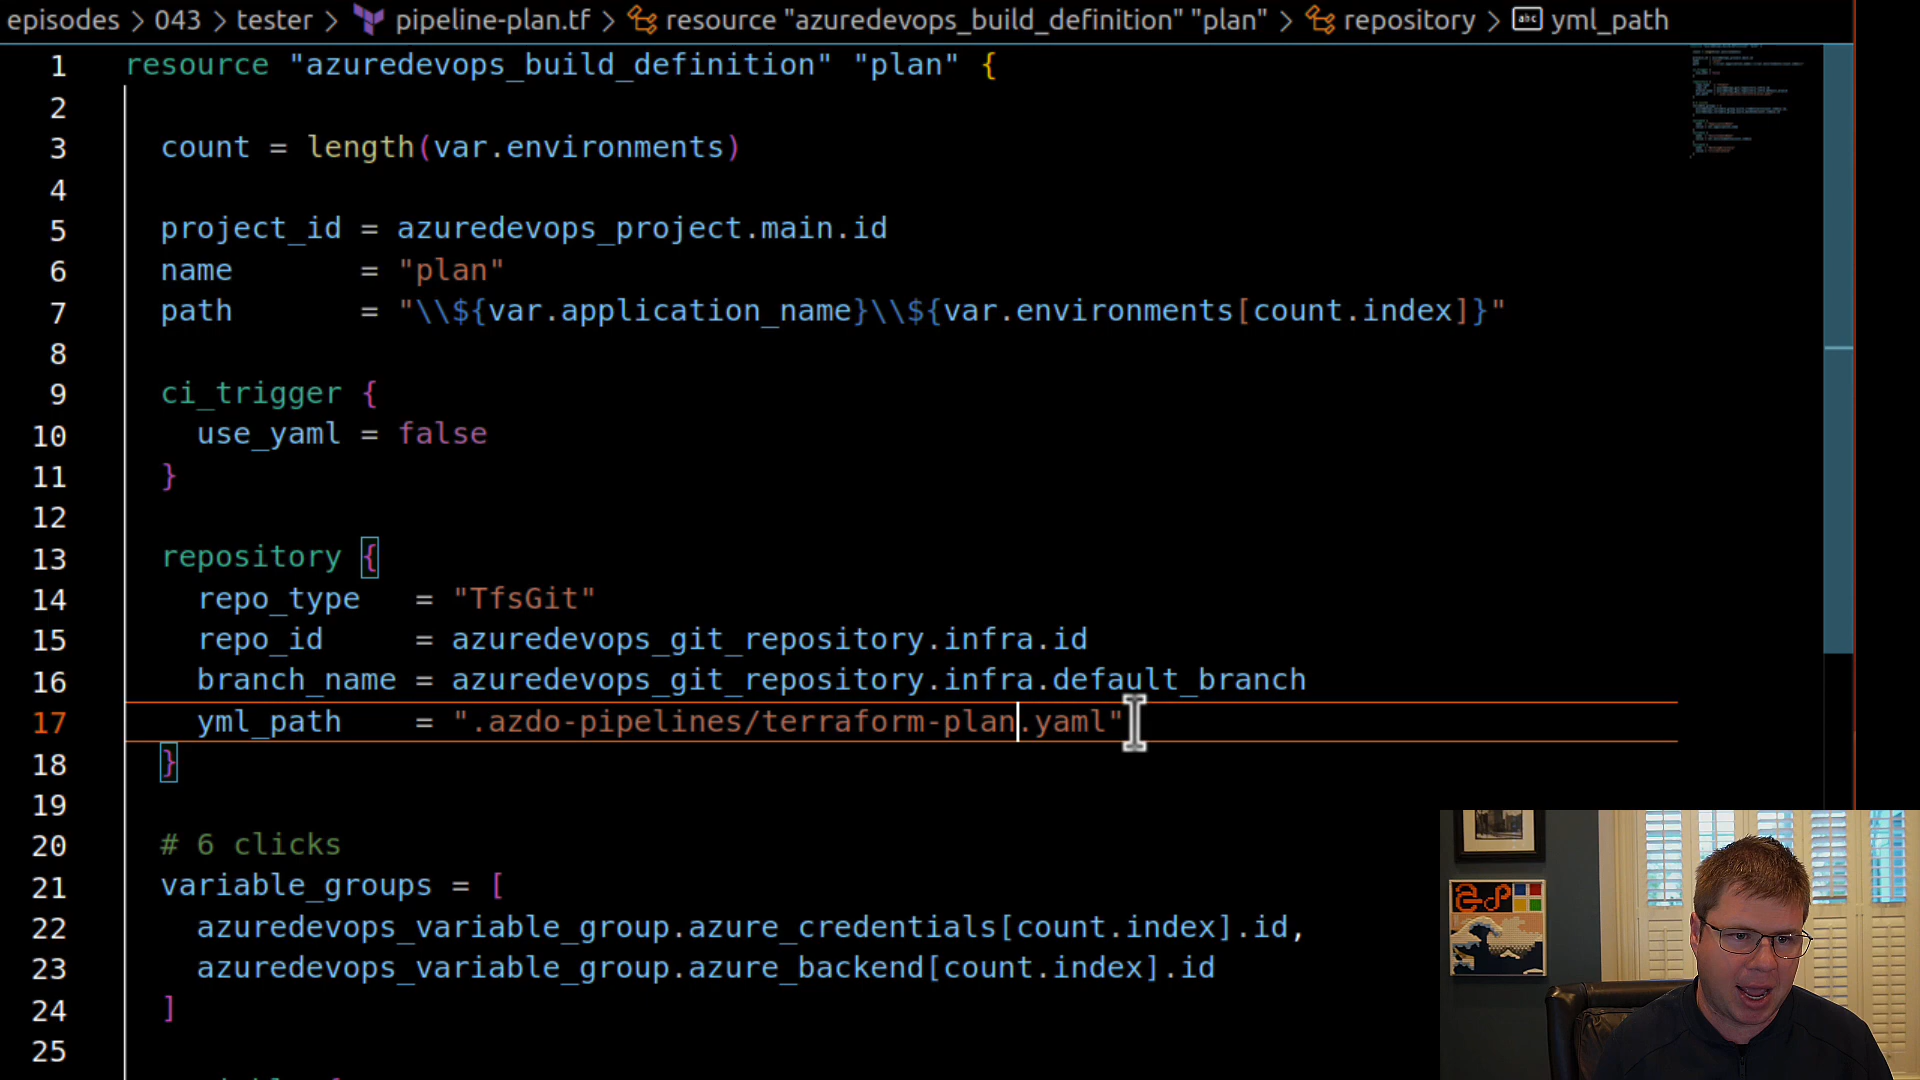 episodes > 043 > tester > pipeline-plan.tf > resource "azuredevops_build_definition" "plan" > repository > abc yml_path
1 resource "azuredevops_build_definition" "plan" {
2
3 count = length(var.environments)
4
5 project_id = azuredevops_project.main.id
6 name = "plan"
7 path = "\\${var.application_name}\\${var.environments[count.index]}"
8
9 ci_trigger {
10 use_yaml = false
11 }
12
13 repository {
14 repo_type = "TfsGit"
15 repo_id = azuredevops_git_repository.infra.id
16 branch_name = azuredevops_git_repository.infra.default_branch
17 yml_path = ".azdo-pipelines/terraform-plan.yaml"
18 }
19
20 # 6 clicks
21 variable_groups = [
22 azuredevops_variable_group.azure_credentials[count.index].id,
23 azuredevops_variable_group.azure_backend[count.index].id
24 ]
25